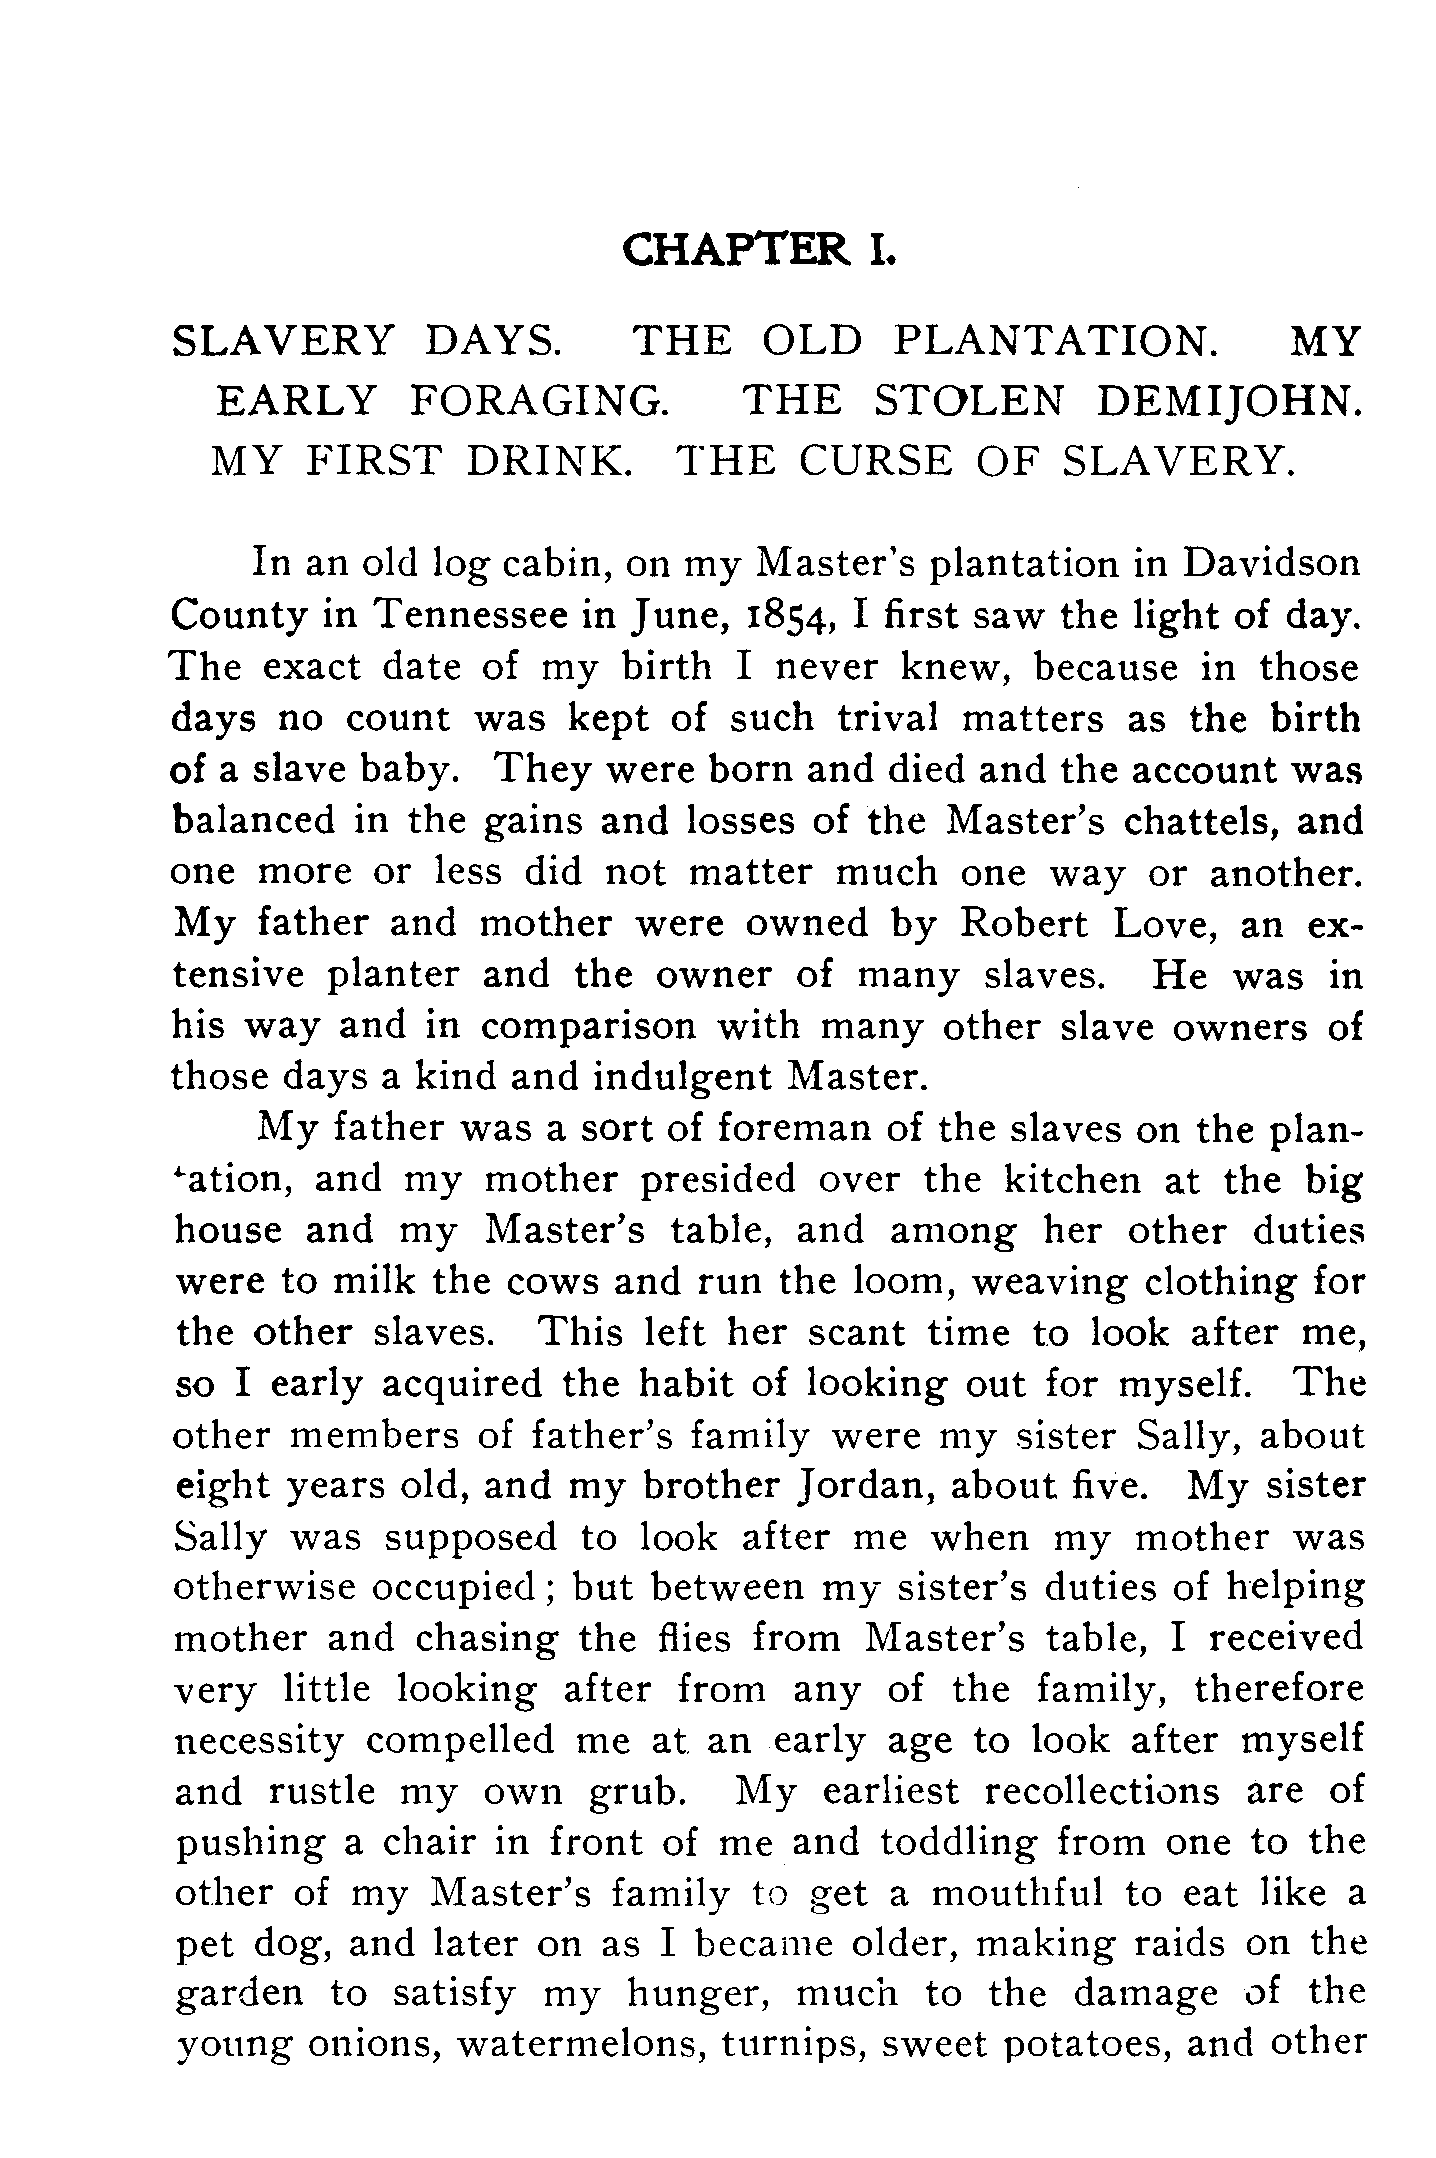 CHAPTER I.
SLAVERY DAYS. THE OLD PLANTATION. MY
EARLY FORAGING. THE STOLEN DEMIJOHN.
MY FIRST DRINK. THE CURSE OF SLAVERY.
In an old log cabin, on my Master's plantation in Davidson
County in Tennessee in June, 1854, I first saw the light of day.
The exact date of my birth I never knew, because in those
days no count was kept of such trival matters as the birth
of a slave baby. They were born and died and the account was
balanced in the gains and losses of the Master's chattels, and
one more or less did not matter much one way or another.
My father and mother were owned by Robert Love, an ex-
tensive planter and the owner of many slaves. He was in
his way and in comparison with many other slave owners of
those days a kind and indulgent Master.
My father was a sort of foreman of the slaves on the plan-
tation, and my mother presided over the kitchen at the big
house and my Master's table, and among her other duties
were to milk the cows and run the loom, weaving clothing for
the other slaves. This left her scant time to look after me,
so I early acquired the habit of looking out for myself. The
other members of father's family were my sister Sally, about
eight years old, and my brother Jordan, about five. My sister
Sally was supposed to look after me when my mother was
otherwise occupied; but between my sister's duties of helping
mother and chasing the flies from Master's table, I received
very little looking after from any of the family, therefore
necessity compelled me at an early age to look after myself
and rustle my own grub. My earliest recollections are of
pushing a chair in front of me and toddling from one to the
other of my Master's family to get a mouthful to eat like a
pet dog, and later on as I became older, making raids on the
garden to satisfy my hunger, much to the damage of the
young onions, watermelons, turnips, sweet potatoes, and other